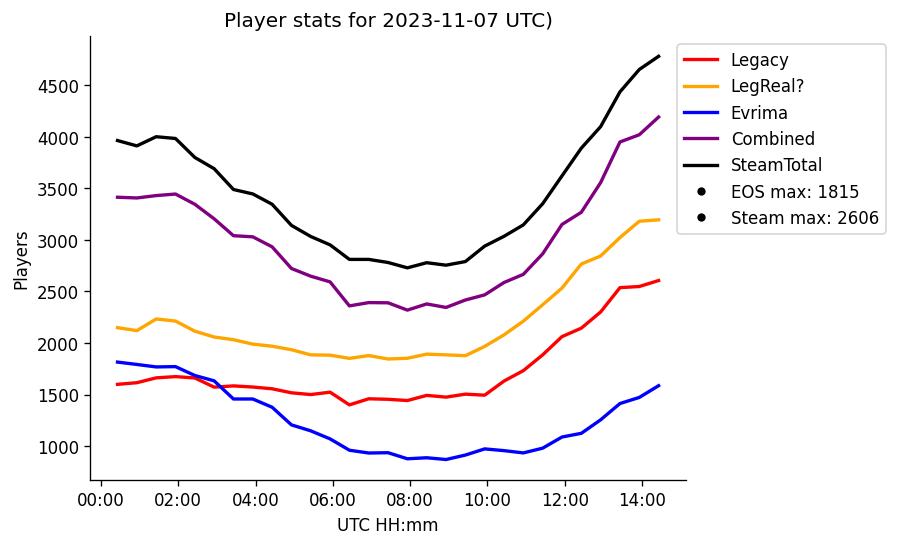 Player stats for 2023-11-07 UTC)
Legacy
LegReal?
Evrima
Combined
SteamTotal
EOS max: 1815
Steam max: 2606
Players
4500
4000
3500
3000
2500
2000
1500
1000
00:00 02:00 04:00 06:00 08:00 10:00 12:00 14:00
UTC HH:mm